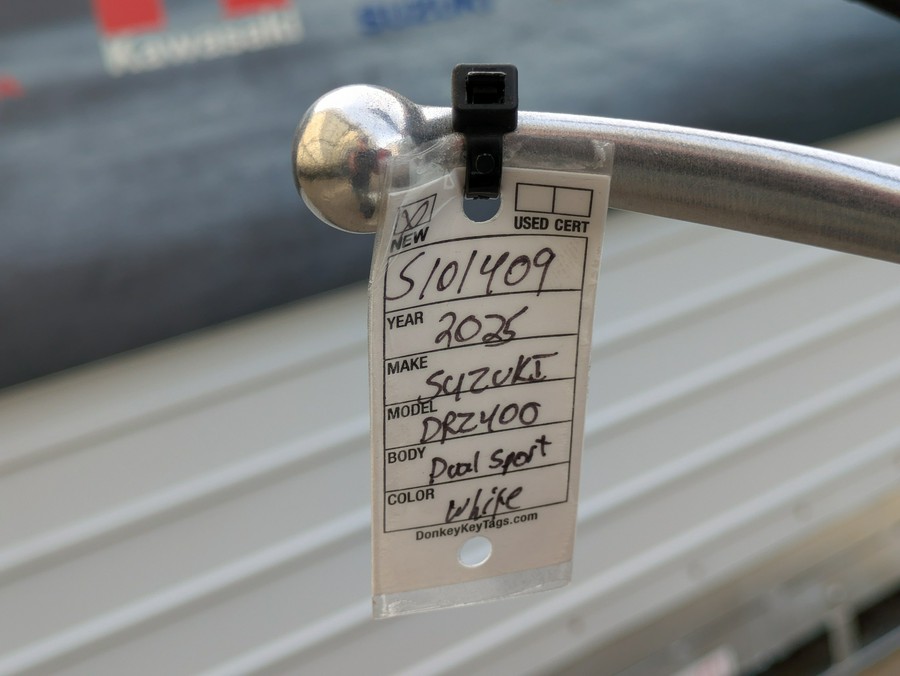 Kawasaki
SUZUKI
NEW
USED CERT
S101409
YEAR 2025
MAKE SUZUKI
MODEL DRZ400
BODY Dual Sport
COLOR White
DonkeyKeyTags.com